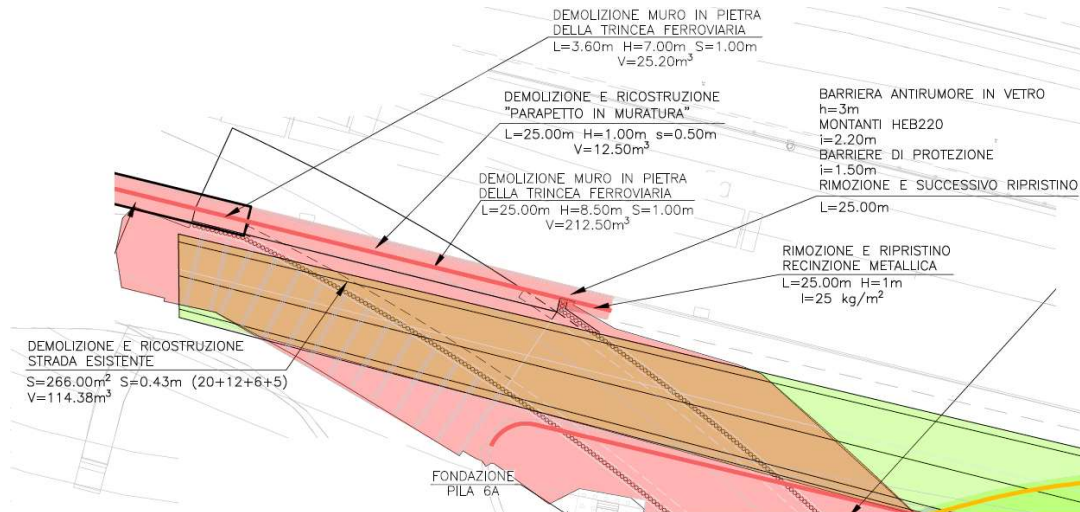 DEMOLIZIONE MURO IN PIETRA
DELLA TRINCEA FERROVIARIA
L=3.60m H=7.00m S=1.00m
V=25.20m³
DEMOLIZIONE E RICOSTRUZIONE
"PARAPETTO IN MURATURA"
L=25.00m H=1.00m s=0.50m
V=12.50m³
DEMOLIZIONE MURO IN PIETRA
DELLA TRINCEA FERROVIARIA
L=25.00m H=8.50m S=1.00m
V=212.50m³
BARRIERA ANTIRUMORE IN VETRO
h=3m
MONTANTI HEB220
i=2.20m
BARRIERE DI PROTEZIONE
i=1.50m
RIMOZIONE E SUCCESSIVO RIPRISTINO
L=25.00m
RIMOZIONE E RIPRISTINO
RECINZIONE METALLICA
L=25.00m H=1m
I=25 kg/m²
DEMOLIZIONE E RICOSTRUZIONE
STRADA ESISTENTE
S=266.00m² S=0.43m (20+12+6+5)
V=114.38m³
FONDAZIONE
PILA 6A